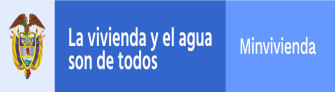 La vivienda y el agua
son de todos
Minvivienda